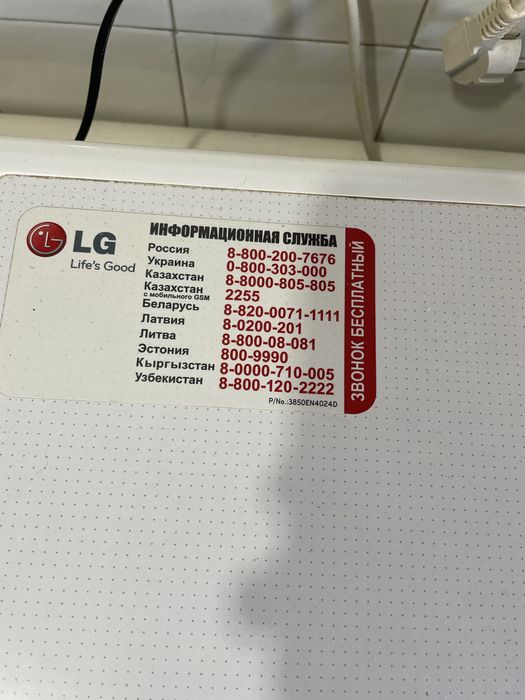 LG
Life's Good
ИНФОРМАЦИОННАЯ СЛУЖБА
Россия 8-800-200-7676
Украина 0-800-303-000
Казахстан 8-8000-805-805
Казахстан с мобильного GSM 2255
Беларусь 8-820-0071-1111
Латвия 8-0200-201
Литва 8-800-08-081
Эстония 800-9990
Кыргызстан 8-0000-710-005
Узбекистан 8-800-120-2222
P/No.:3850EN4024D
ЗВОНОК БЕСПЛАТНЫЙ